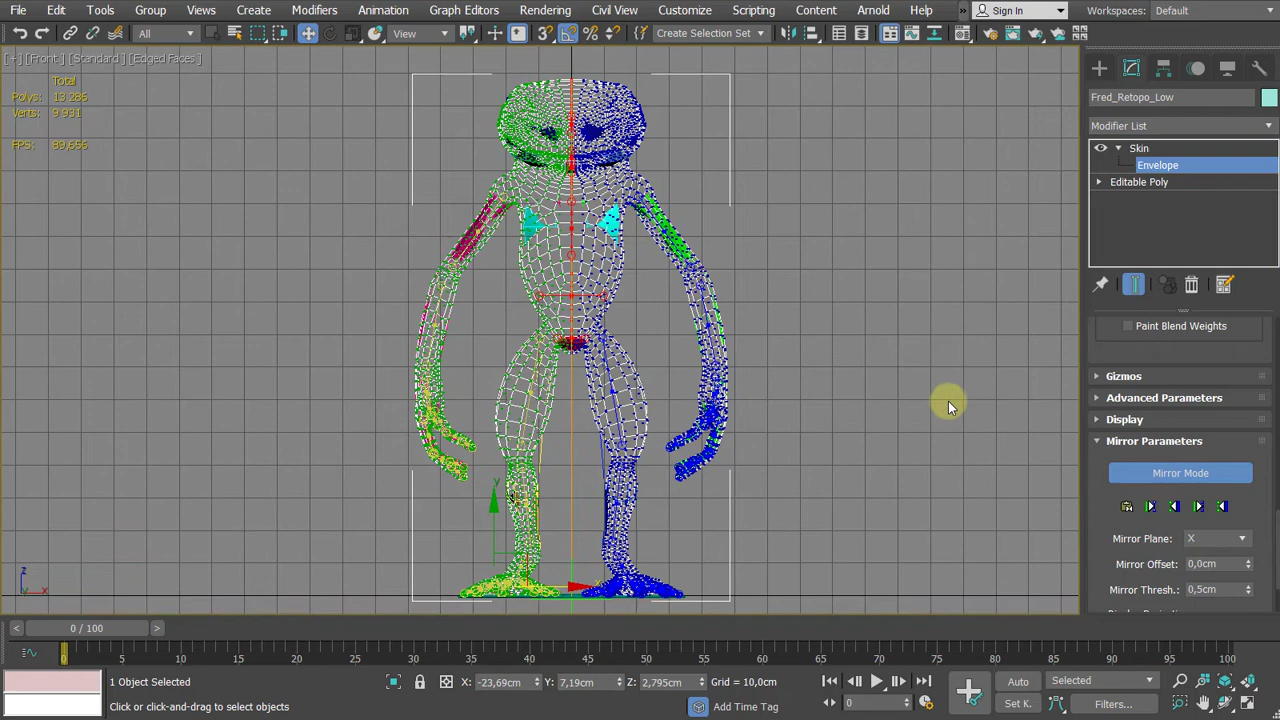 File Edit Tools Group Views Create Modifiers Animation Graph Editors Rendering Civil View Customize Scripting Content Arnold Help » Sign In Workspaces: Default
All View Create Selection Set
[+] [Front] [Standard] [Edged Faces]
Total
Polys: 13 286
Verts: 9 931
FPS: 89,656
Fred_Retopo_Low
Modifier List
Skin
Envelope
Editable Poly
Paint Blend Weights
Gizmos
Advanced Parameters
Display
Mirror Parameters
Mirror Mode
Mirror Plane: X
Mirror Offset: 0,0cm
Mirror Thresh.: 0,5cm
y
x
z
x
< 0 / 100 >
0 5 10 15 20 25 30 35 40 45 50 55 60 65 70 75 80 85 90 95 100
1 Object Selected X: -23,69cm Y: 7,19cm Z: 2,795cm Grid = 10,0cm Auto Selected
Click or click-and-drag to select objects Add Time Tag 0 Set K. Filters...